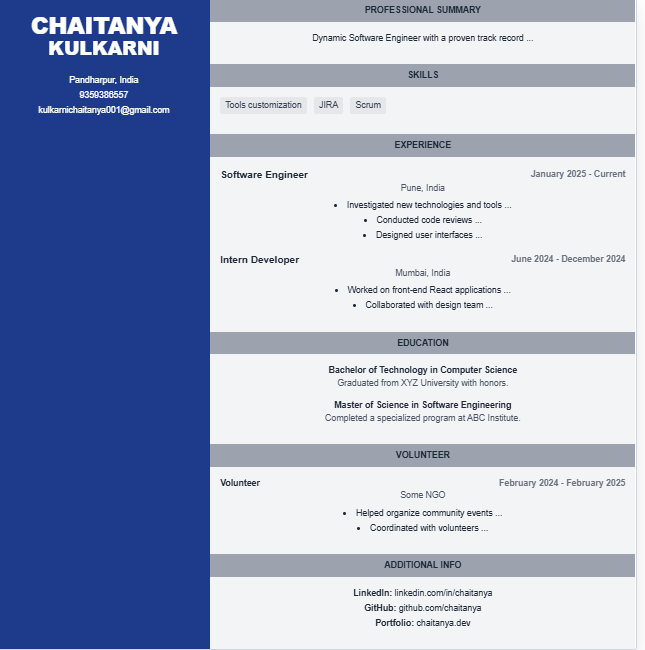 CHAITANYA
KULKARNI
Pandharpur, India
9359386557
kulkarnichaitanya001@gmail.com
PROFESSIONAL SUMMARY
Dynamic Software Engineer with a proven track record ...
SKILLS
Tools customization JIRA Scrum
EXPERIENCE
Software Engineer January 2025 - Current
Pune, India
• Investigated new technologies and tools ...
• Conducted code reviews ...
• Designed user interfaces ...
Intern Developer June 2024 - December 2024
Mumbai, India
• Worked on front-end React applications ...
• Collaborated with design team ...
EDUCATION
Bachelor of Technology in Computer Science
Graduated from XYZ University with honors.
Master of Science in Software Engineering
Completed a specialized program at ABC Institute.
VOLUNTEER
Volunteer February 2024 - February 2025
Some NGO
• Helped organize community events ...
• Coordinated with volunteers ...
ADDITIONAL INFO
LinkedIn: linkedin.com/in/chaitanya
GitHub: github.com/chaitanya
Portfolio: chaitanya.dev